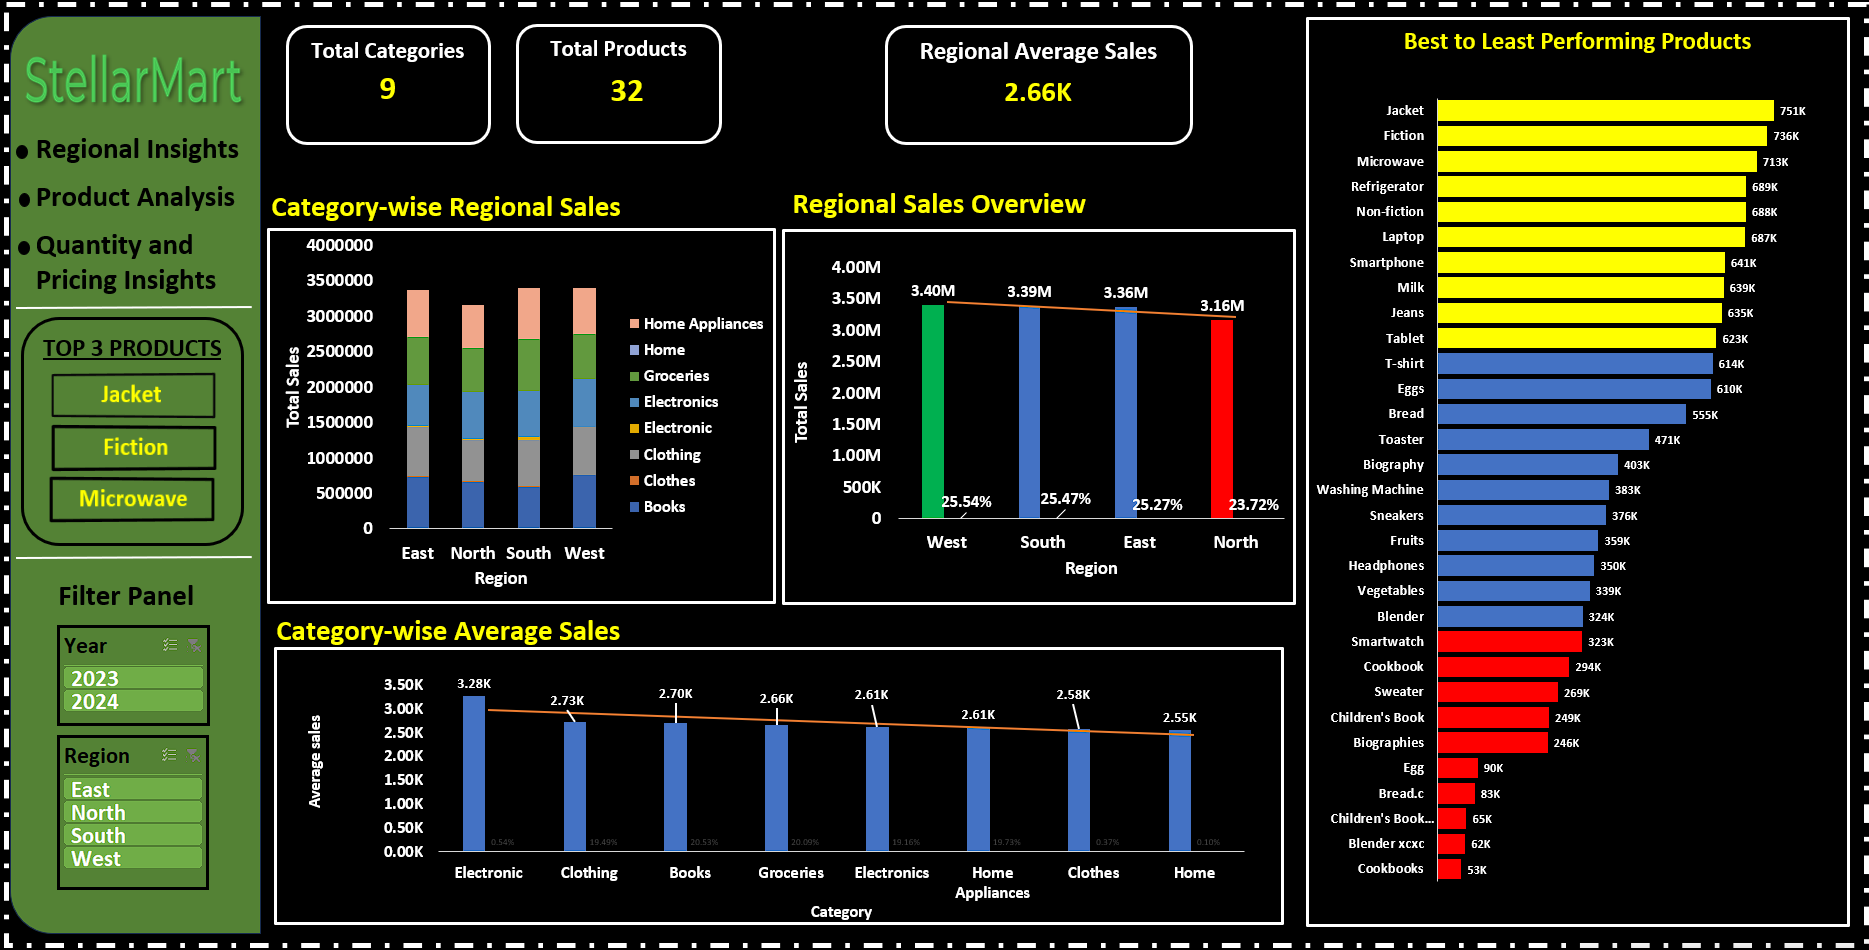 StellarMart
Regional Insights
Product Analysis
Quantity and
Pricing Insights
TOP 3 PRODUCTS
Jacket
Fiction
Microwave
Filter Panel
Year
2023
2024
Region
East
North
South
West
Total Categories
9
Total Products
32
Regional Average Sales
2.66K
Category-wise Regional Sales
Total Sales
4000000
3500000
3000000
2500000
2000000
1500000
1000000
500000
0
East North South West
Region
Home Appliances
Home
Groceries
Electronics
Electronic
Clothing
Clothes
Books
Regional Sales Overview
Total Sales
4.00M
3.50M
3.00M
2.50M
2.00M
1.50M
1.00M
500K
0
3.40M 3.39M 3.36M 3.16M
25.54% 25.47% 25.27% 23.72%
West South East North
Region
Category-wise Average Sales
Average sales
3.50K
3.00K
2.50K
2.00K
1.50K
1.00K
0.50K
0.00K
3.28K 2.73K 2.70K 2.66K 2.61K 2.61K 2.58K 2.55K
0.54% 19.49% 20.53% 20.09% 19.16% 19.73% 0.37% 0.10%
Electronic Clothing Books Groceries Electronics Home Clothes Home
Appliances
Category
Best to Least Performing Products
Jacket 751K
Fiction 736K
Microwave 713K
Refrigerator 689K
Non-fiction 688K
Laptop 687K
Smartphone 641K
Milk 639K
Jeans 635K
Tablet 623K
T-shirt 614K
Eggs 610K
Bread 555K
Toaster 471K
Biography 403K
Washing Machine 383K
Sneakers 376K
Fruits 359K
Headphones 350K
Vegetables 339K
Blender 324K
Smartwatch 323K
Cookbook 294K
Sweater 269K
Children's Book 249K
Biographies 246K
Egg 90K
Bread.c 83K
Children's Book... 65K
Blender xcxc 62K
Cookbooks 53K